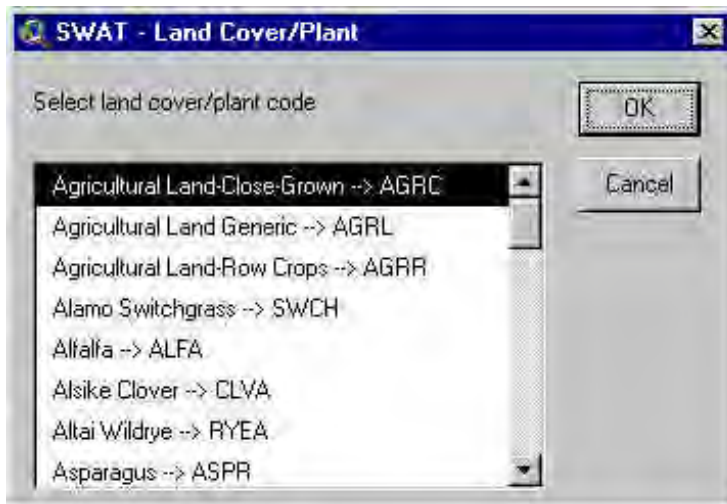 SWAT - Land Cover/Plant
Select land cover/plant code
OK
Cancel
Agricultural Land-Close-Grown --> AGRC
Agricultural Land Generic --> AGRL
Agricultural Land-Row Crops --> AGRR
Alamo Switchgrass --> SWCH
Alfalfa --> ALFA
Alsike Clover --> CLVA
Altai Wildrye --> RYEA
Asparagus --> ASPR